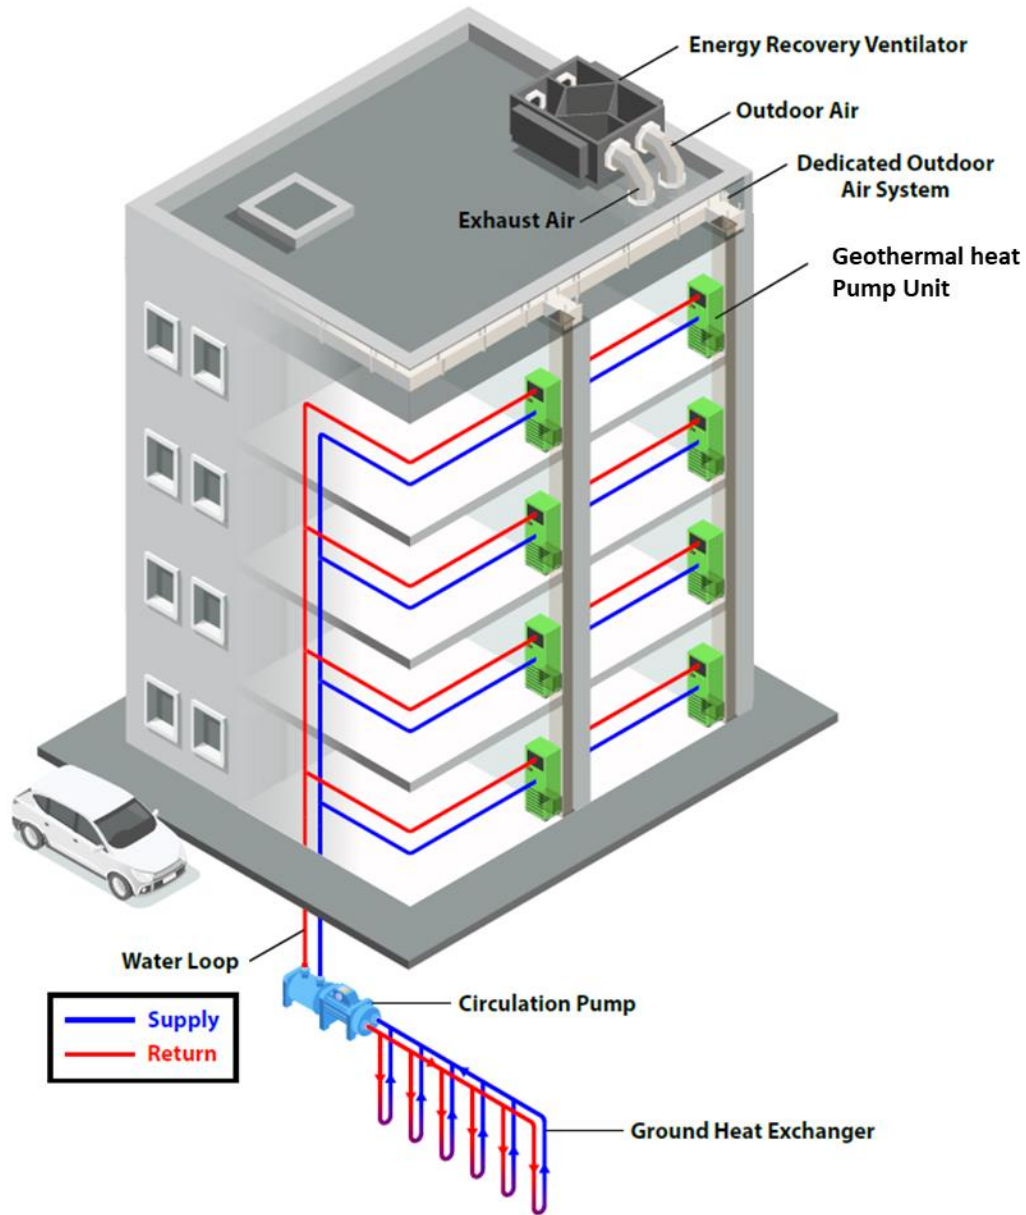 Energy Recovery Ventilator
Outdoor Air
Dedicated Outdoor
Air System
Exhaust Air
Geothermal heat
Pump Unit
Water Loop
Circulation Pump
Supply
Return
Ground Heat Exchanger